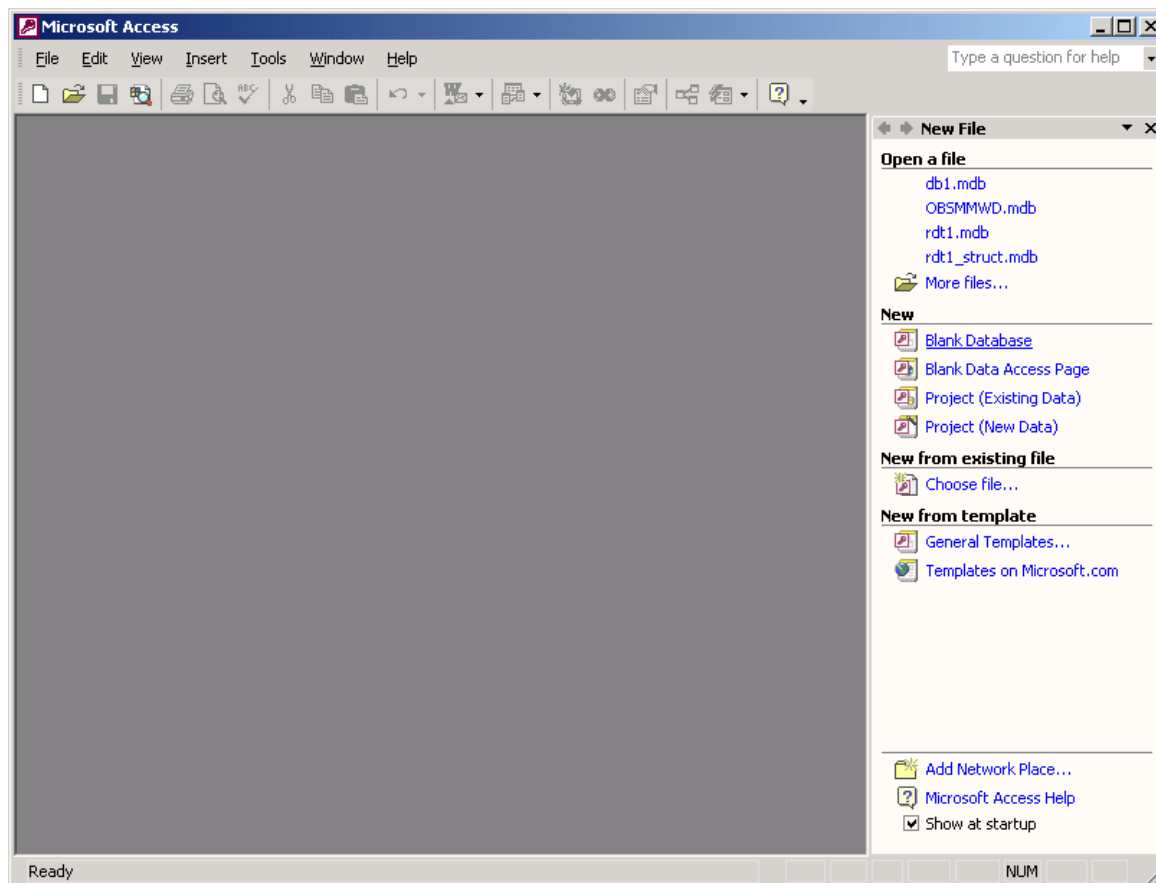 Microsoft Access
File Edit View Insert Tools Window Help
Type a question for help
New File
Open a file
db1.mdb
OBSMMWD.mdb
rdt1.mdb
rdt1_struct.mdb
More files...
New
Blank Database
Blank Data Access Page
Project (Existing Data)
Project (New Data)
New from existing file
Choose file...
New from template
General Templates...
Templates on Microsoft.com
Add Network Place...
Microsoft Access Help
Show at startup
Ready NUM